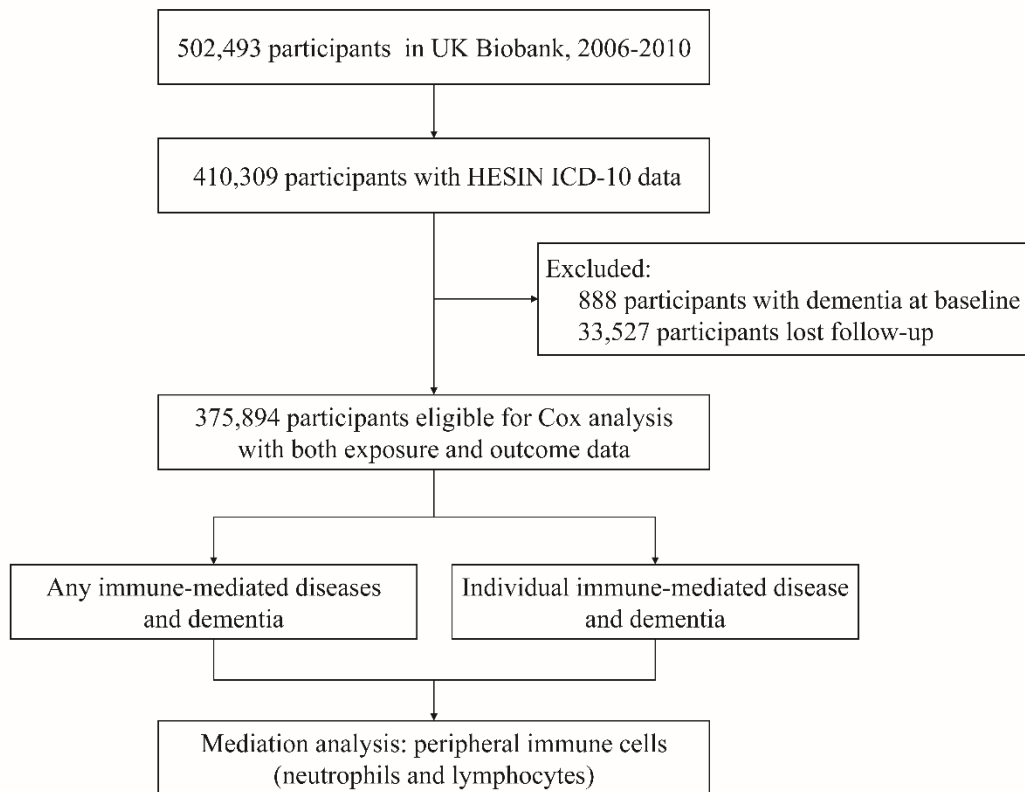 502,493 participants in UK Biobank, 2006-2010
410,309 participants with HESIN ICD-10 data
Excluded:
888 participants with dementia at baseline
33,527 participants lost follow-up
375,894 participants eligible for Cox analysis
with both exposure and outcome data
Any immune-mediated diseases
and dementia
Individual immune-mediated disease
and dementia
Mediation analysis: peripheral immune cells
(neutrophils and lymphocytes)